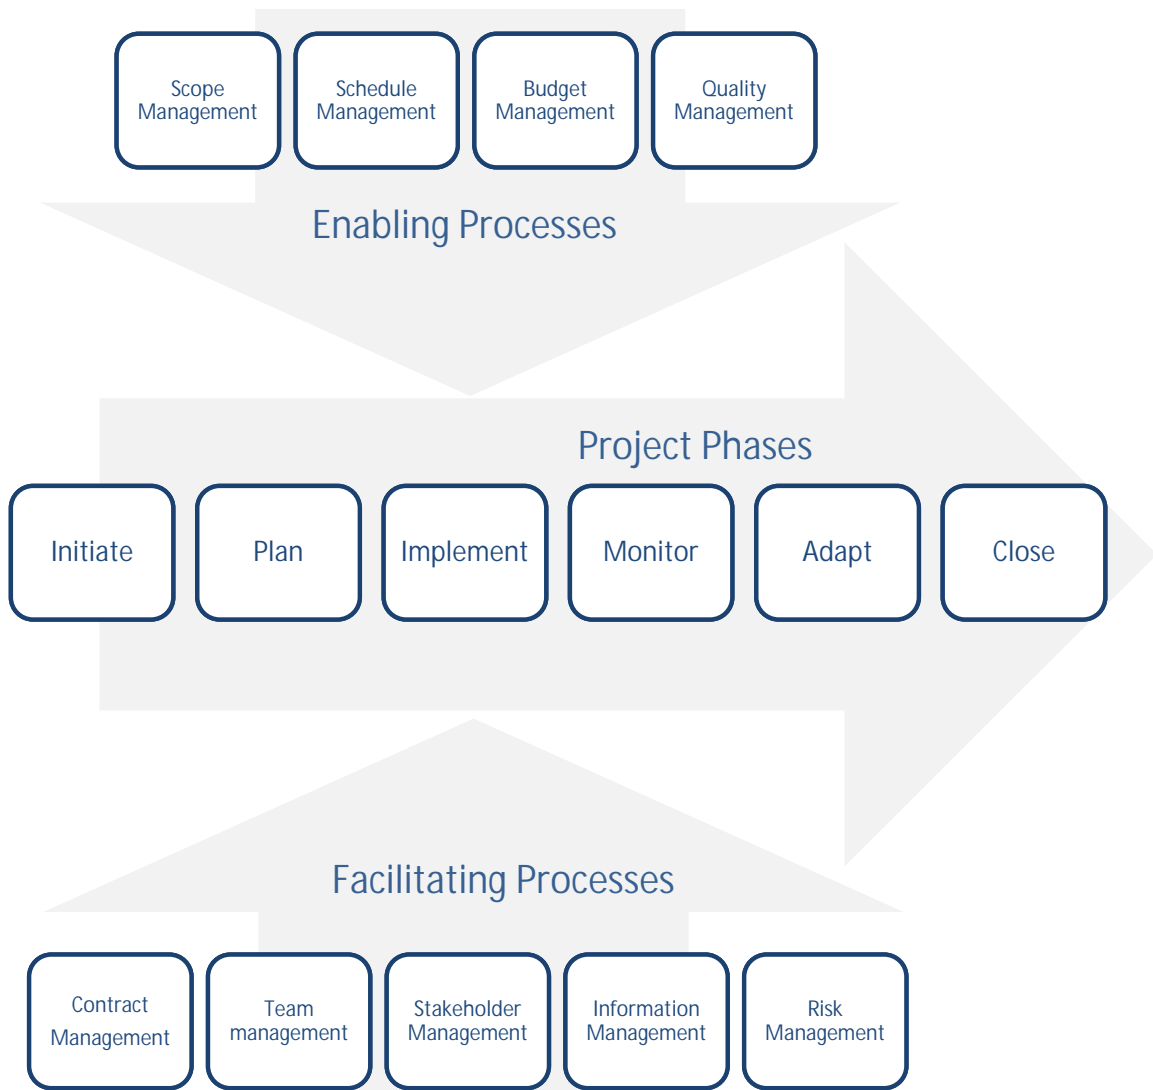 Scope
Management
Schedule
Management
Budget
Management
Quality
Management
Enabling Processes
Project Phases
Initiate
Plan
Implement
Monitor
Adapt
Close
Facilitating Processes
Contract
Management
Team
management
Stakeholder
Management
Information
Management
Risk
Management